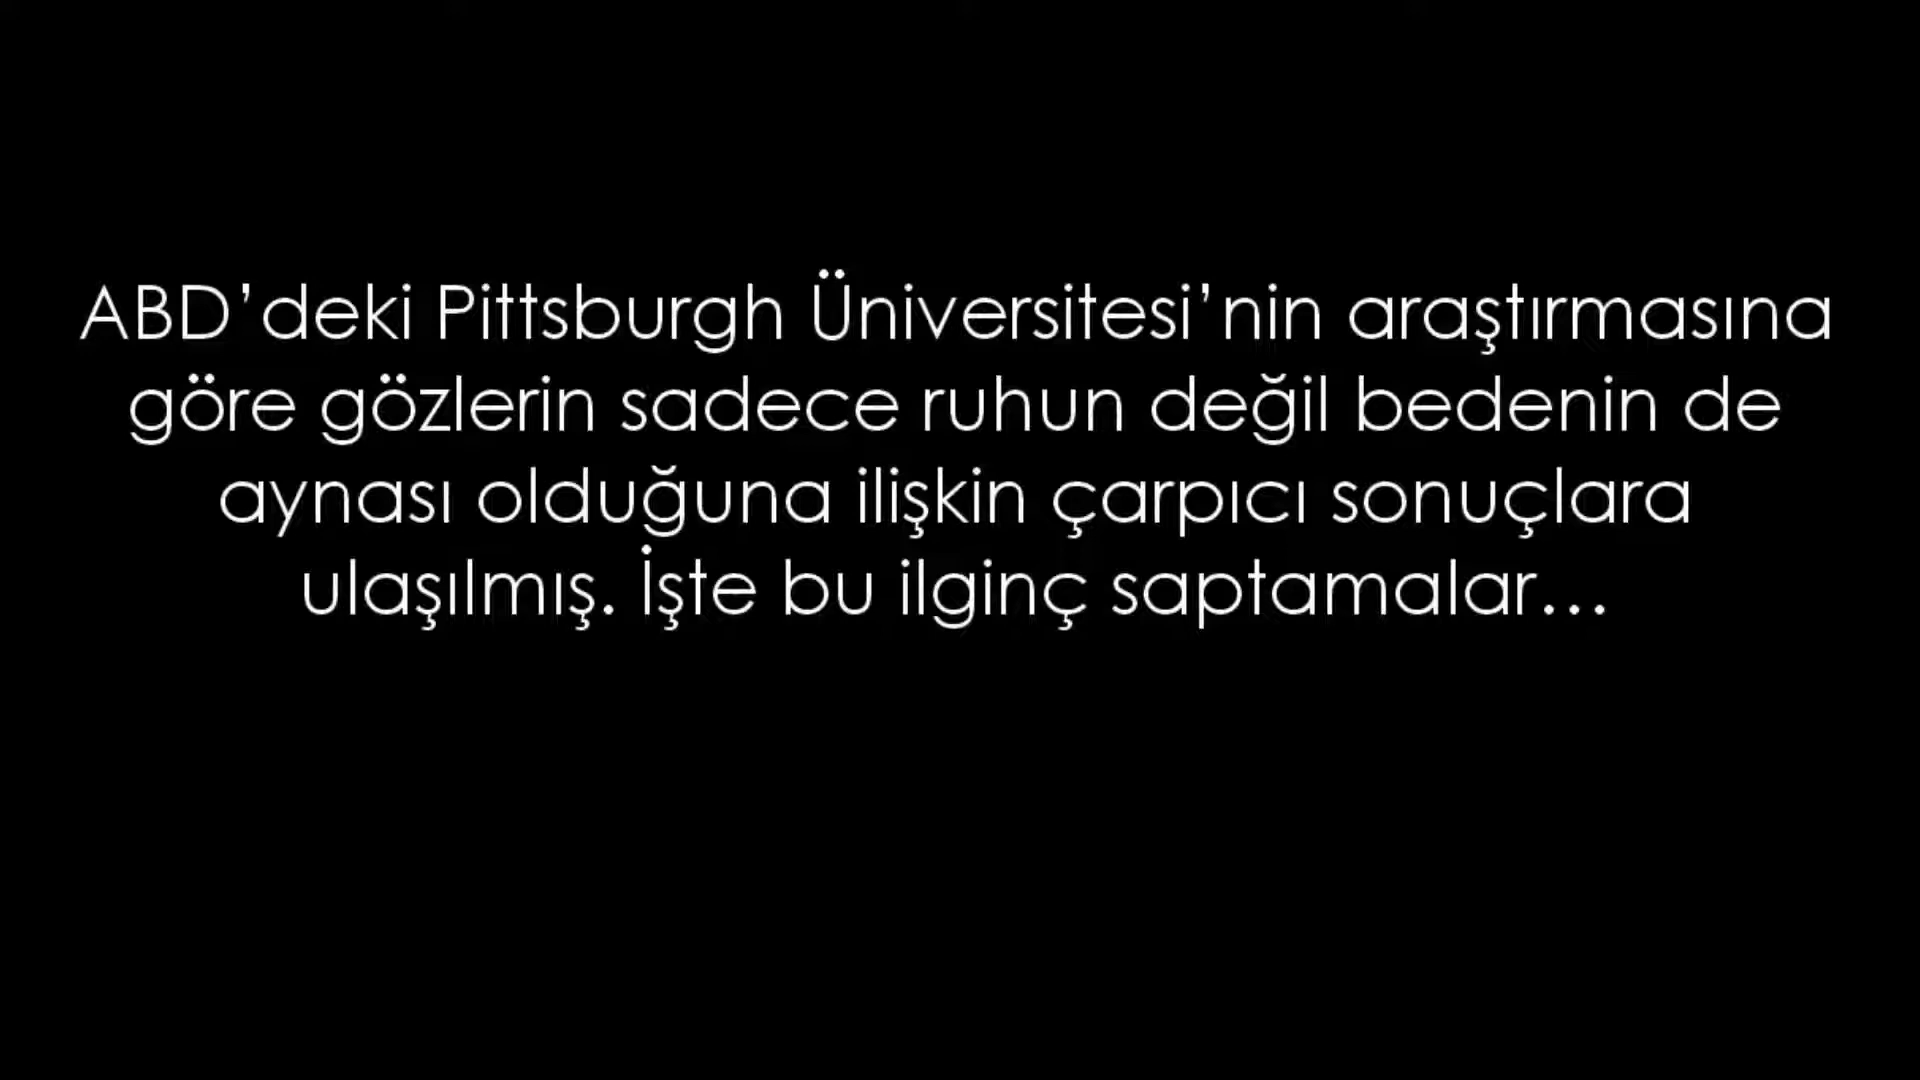 ABD’deki Pittsburgh Üniversitesi’nin araştırmasına
göre gözlerin sadece ruhun değil bedenin de
aynası olduğuna ilişkin çarpıcı sonuçlara
ulaşılmış. İşte bu ilginç saptamalar…